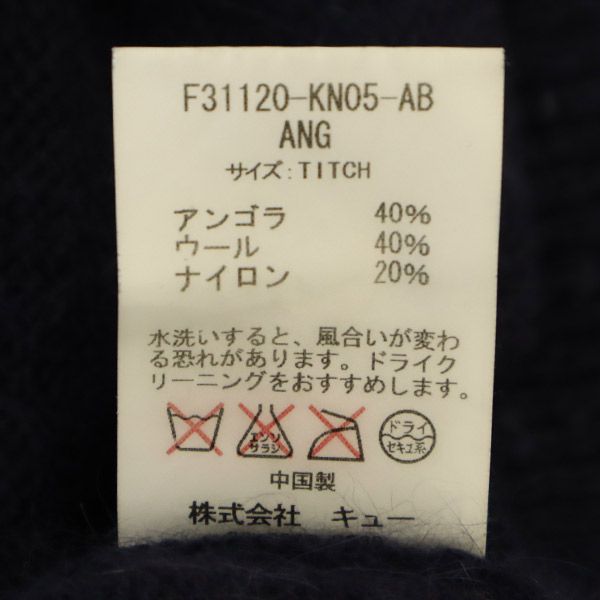 F31120-KN05-AB
ANG
サイズ:TITCH
アンゴラ 40%
ウール 40%
ナイロン 20%
水洗いすると、風合いが変わ
る恐れがあります。ドライク
リーニングをおすすめします。
エンソ
サラシ
ドライ
セキユ系
中国製
株式会社 キュー